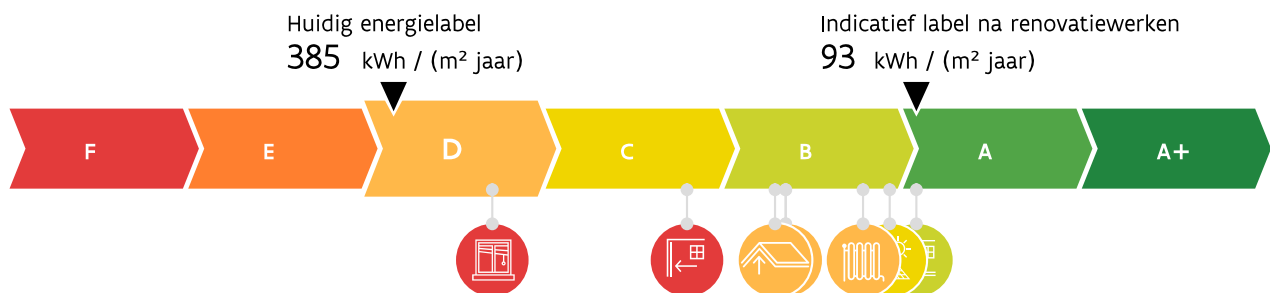 Huidig energielabel
385 kWh / (m² jaar)
Indicatief label na renovatiewerken
93 kWh / (m² jaar)
F E D C B A A+